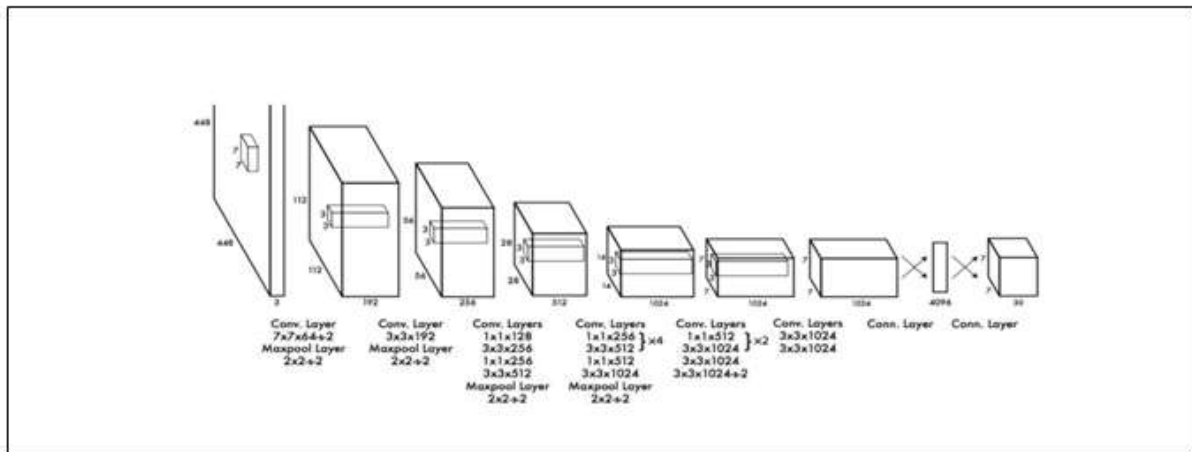 448
7
7
448
3
112
3
3
112
192
56
3
3
56
256
28
3
3
28
512
14
3
3
14
1024
7
3
3
7
1024
7
7
1024
4096
7
7
30
Conv. Layer
7x7x64-s-2
Maxpool Layer
2x2-s-2
Conv. Layer
3x3x192
Maxpool Layer
2x2-s-2
Conv. Layers
1x1x128
3x3x256
1x1x256
3x3x512
Maxpool Layer
2x2-s-2
Conv. Layers
1x1x256
3x3x512 }×4
1x1x512
3x3x1024
Maxpool Layer
2x2-s-2
Conv. Layers
1x1x512
3x3x1024 }×2
3x3x1024
3x3x1024-s-2
Conv. Layers
3x3x1024
3x3x1024
Conn. Layer
Conn. Layer